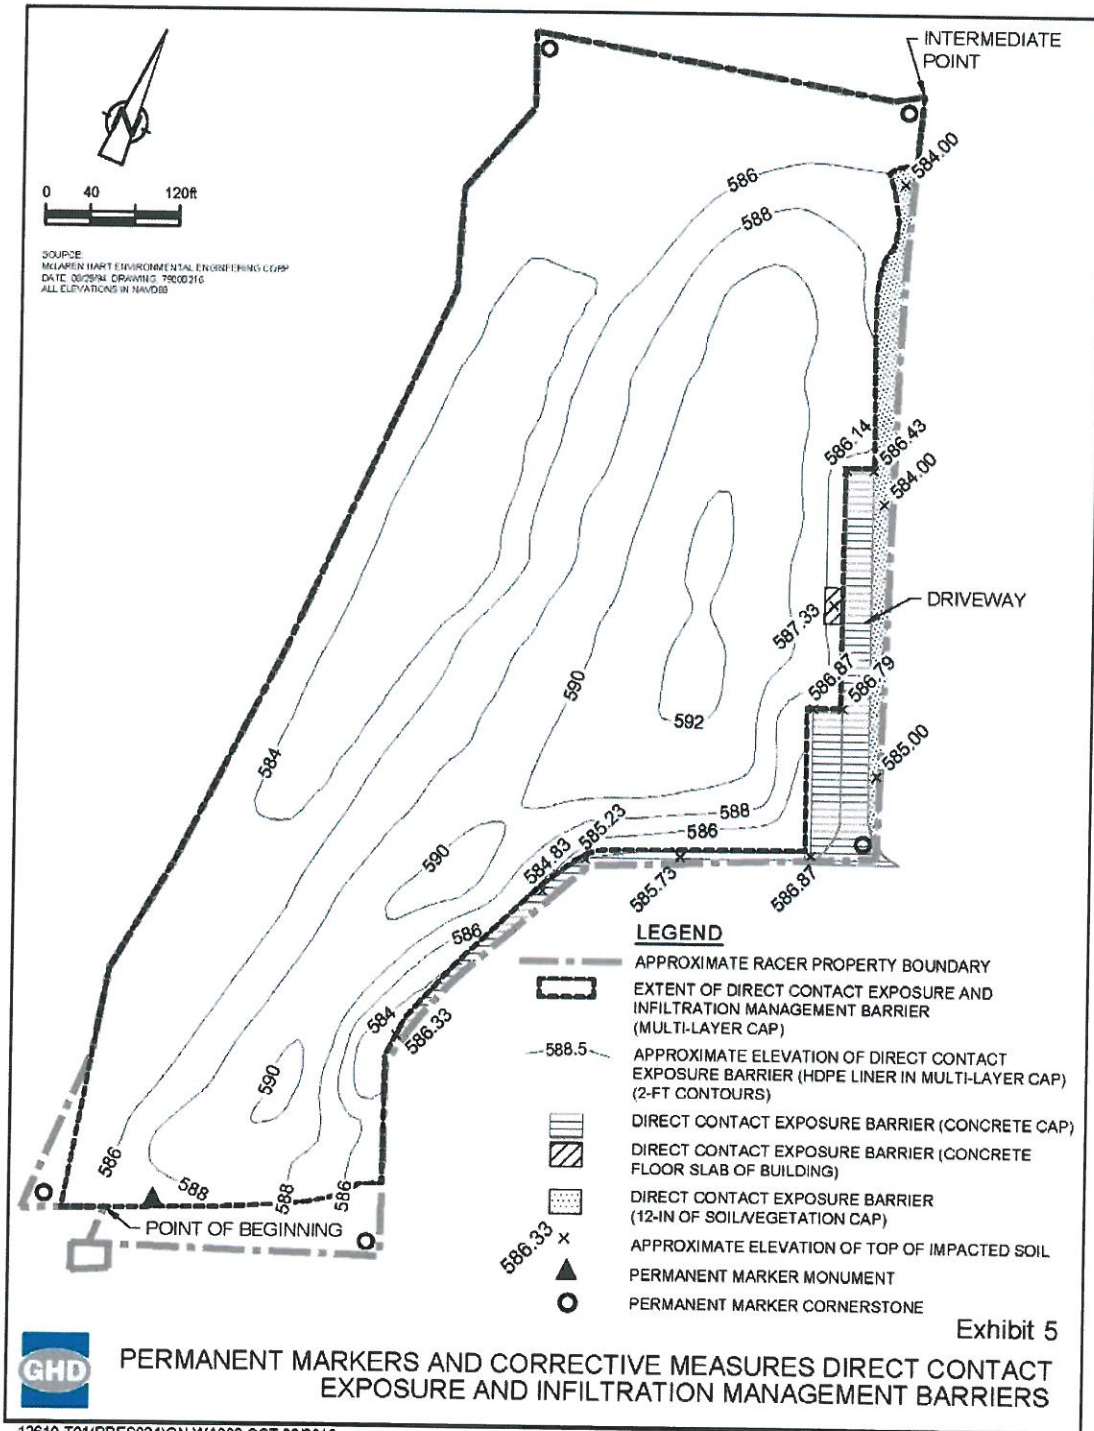 INTERMEDIATE
POINT
0 40 120ft
SOURCE:
McLAREN HART ENVIRONMENTAL ENGINEERING CORP
DATE: 08/29/94, DRAWING: 79800216
ALL ELEVATIONS IN NAVD88
586
584.00
588
586.14
586.43
584.00
DRIVEWAY
587.33
586.87
586.79
590
592
584
585.00
588
586
585.23
584.83
590
585.73
586.87
586
584
586.33
590
586
588
588
586
POINT OF BEGINNING
LEGEND
APPROXIMATE RACER PROPERTY BOUNDARY
EXTENT OF DIRECT CONTACT EXPOSURE AND
INFILTRATION MANAGEMENT BARRIER
(MULTI-LAYER CAP)
588.5
APPROXIMATE ELEVATION OF DIRECT CONTACT
EXPOSURE BARRIER (HDPE LINER IN MULTI-LAYER CAP)
(2-FT CONTOURS)
DIRECT CONTACT EXPOSURE BARRIER (CONCRETE CAP)
DIRECT CONTACT EXPOSURE BARRIER (CONCRETE
FLOOR SLAB OF BUILDING)
DIRECT CONTACT EXPOSURE BARRIER
(12-IN OF SOIL/VEGETATION CAP)
586.33 × APPROXIMATE ELEVATION OF TOP OF IMPACTED SOIL
PERMANENT MARKER MONUMENT
PERMANENT MARKER CORNERSTONE
Exhibit 5
GHD
PERMANENT MARKERS AND CORRECTIVE MEASURES DIRECT CONTACT
EXPOSURE AND INFILTRATION MANAGEMENT BARRIERS